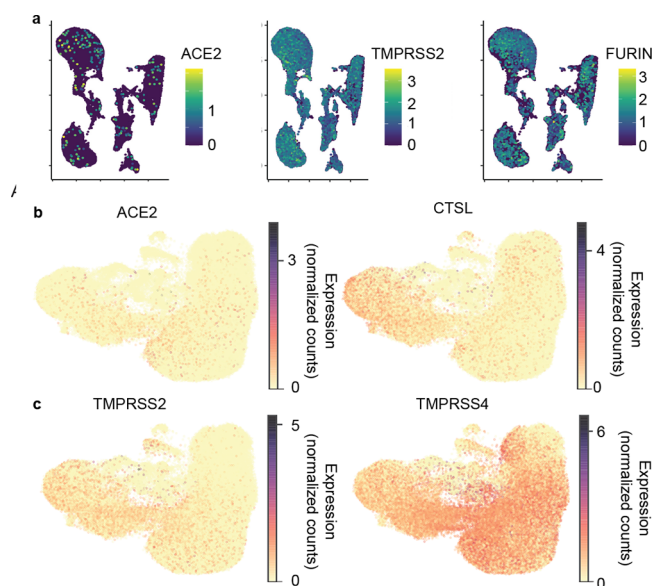 a
ACE2
1
0
TMPRSS2
3
2
1
0
FURIN
3
2
1
0
b
ACE2
3
0
Expression
(normalized counts)
CTSL
4
0
Expression
(normalized counts)
c
TMPRSS2
5
0
Expression
(normalized counts)
TMPRSS4
6
0
Expression
(normalized counts)